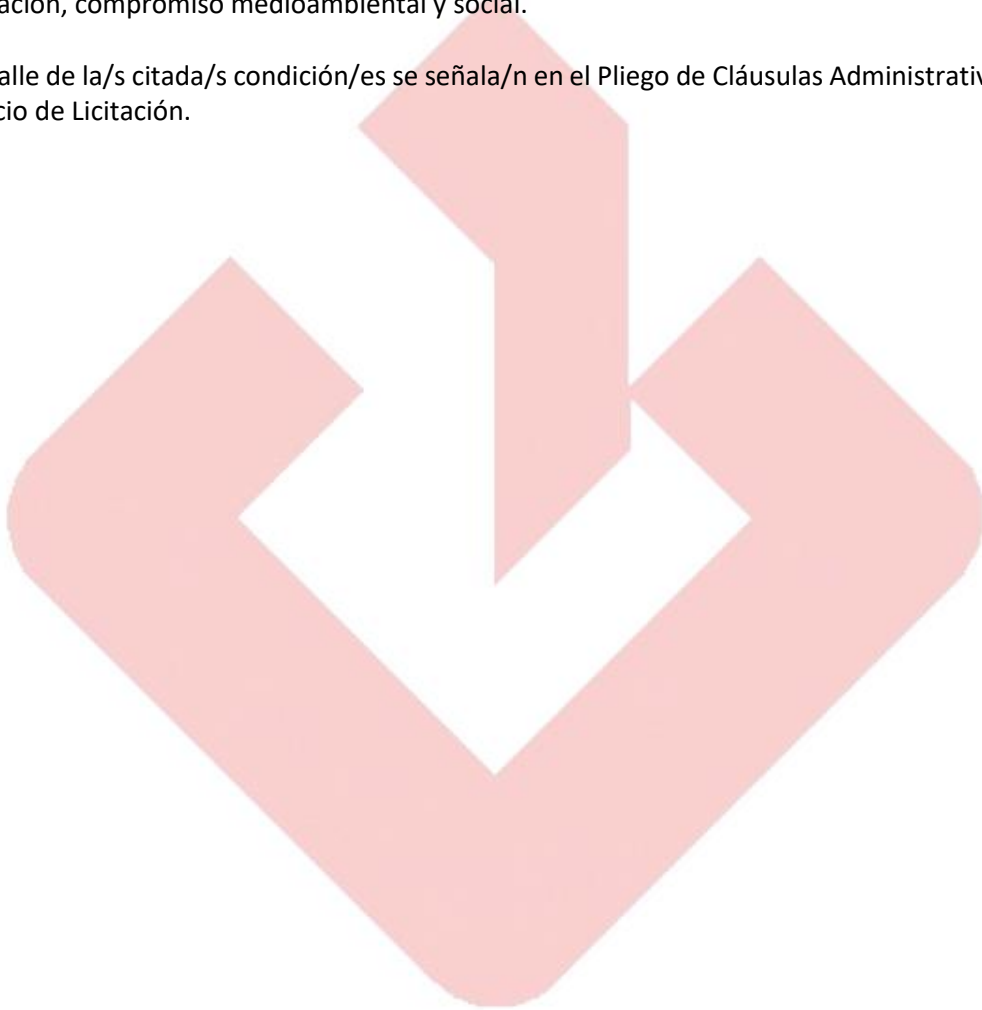 ación, compromiso medioambiental y social.
alle de la/s citada/s condición/es se señala/n en el Pliego de Cláusulas Administrativ
cio de Licitación.